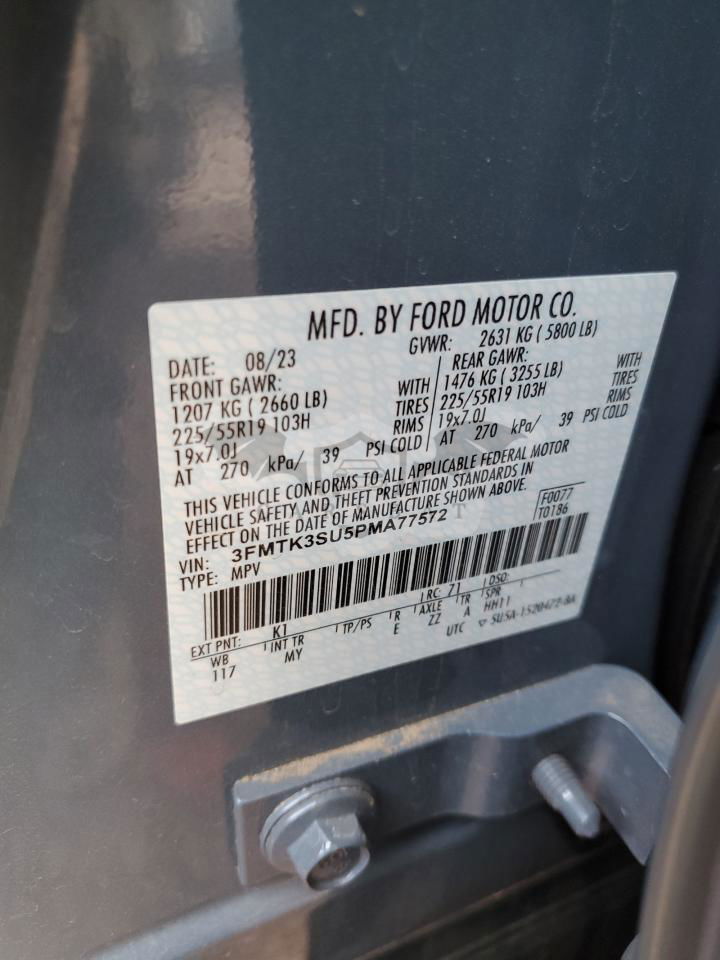 MFD. BY FORD MOTOR CO.
DATE: 08/23
GVWR: 2631 KG ( 5800 LB)
FRONT GAWR:
1207 KG ( 2660 LB) WITH
225/55R19 103H TIRES
19x7.0J RIMS
AT 270 kPa/ 39 PSI COLD
REAR GAWR:
1476 KG ( 3255 LB) WITH
225/55R19 103H TIRES
19x7.0J RIMS
AT 270 kPa/ 39 PSI COLD
THIS VEHICLE CONFORMS TO ALL APPLICABLE FEDERAL MOTOR
VEHICLE SAFETY AND THEFT PREVENTION STANDARDS IN
EFFECT ON THE DATE OF MANUFACTURE SHOWN ABOVE.
F0077
T0186
VIN: 3FMTK3SU5PMA77572
TYPE: MPV
EXT PNT: K1 RC: 71 DSO:
WB INT TR TP/PS R AXLE TR SPR
117 MY E ZZ A HH11
UTC ▽ SU5A-1520472-BA